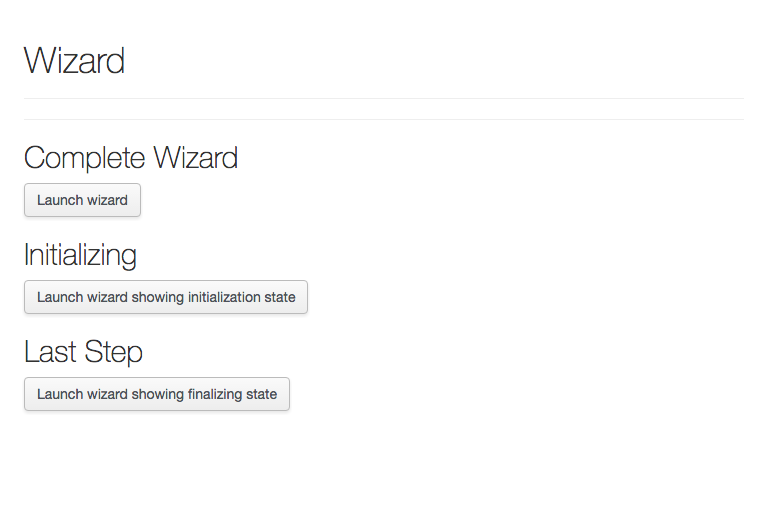 Wizard
Complete Wizard
Launch wizard
Initializing
Launch wizard showing initialization state
Last Step
Launch wizard showing finalizing state